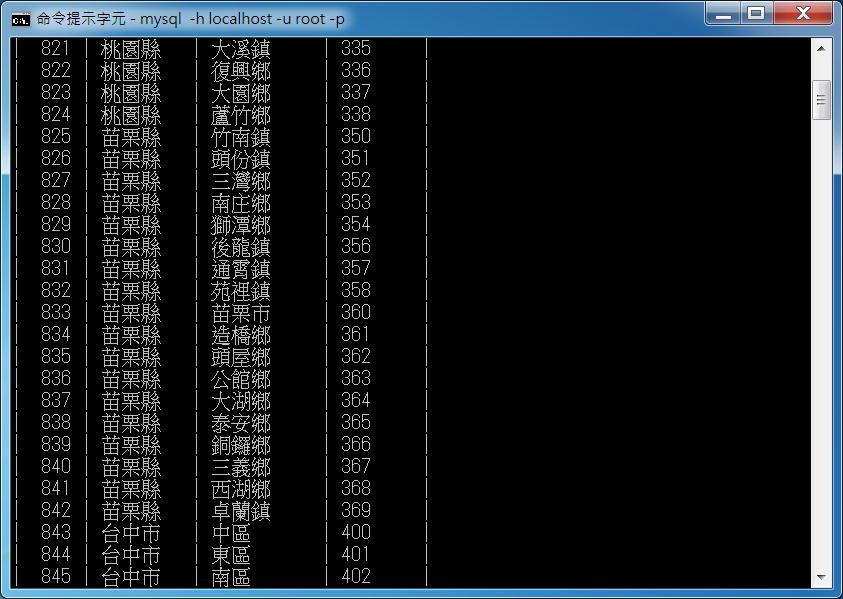 命令提示字元 - mysql -h localhost -u root -p
| 821 | 桃園縣 | 大溪鎮 | 335 |
| 822 | 桃園縣 | 復興鄉 | 336 |
| 823 | 桃園縣 | 大園鄉 | 337 |
| 824 | 桃園縣 | 蘆竹鄉 | 338 |
| 825 | 苗栗縣 | 竹南鎮 | 350 |
| 826 | 苗栗縣 | 頭份鎮 | 351 |
| 827 | 苗栗縣 | 三灣鄉 | 352 |
| 828 | 苗栗縣 | 南庄鄉 | 353 |
| 829 | 苗栗縣 | 獅潭鄉 | 354 |
| 830 | 苗栗縣 | 後龍鎮 | 356 |
| 831 | 苗栗縣 | 通霄鎮 | 357 |
| 832 | 苗栗縣 | 苑裡鎮 | 358 |
| 833 | 苗栗縣 | 苗栗市 | 360 |
| 834 | 苗栗縣 | 造橋鄉 | 361 |
| 835 | 苗栗縣 | 頭屋鄉 | 362 |
| 836 | 苗栗縣 | 公館鄉 | 363 |
| 837 | 苗栗縣 | 大湖鄉 | 364 |
| 838 | 苗栗縣 | 泰安鄉 | 365 |
| 839 | 苗栗縣 | 銅鑼鄉 | 366 |
| 840 | 苗栗縣 | 三義鄉 | 367 |
| 841 | 苗栗縣 | 西湖鄉 | 368 |
| 842 | 苗栗縣 | 卓蘭鎮 | 369 |
| 843 | 台中市 | 中區 | 400 |
| 844 | 台中市 | 東區 | 401 |
| 845 | 台中市 | 南區 | 402 |